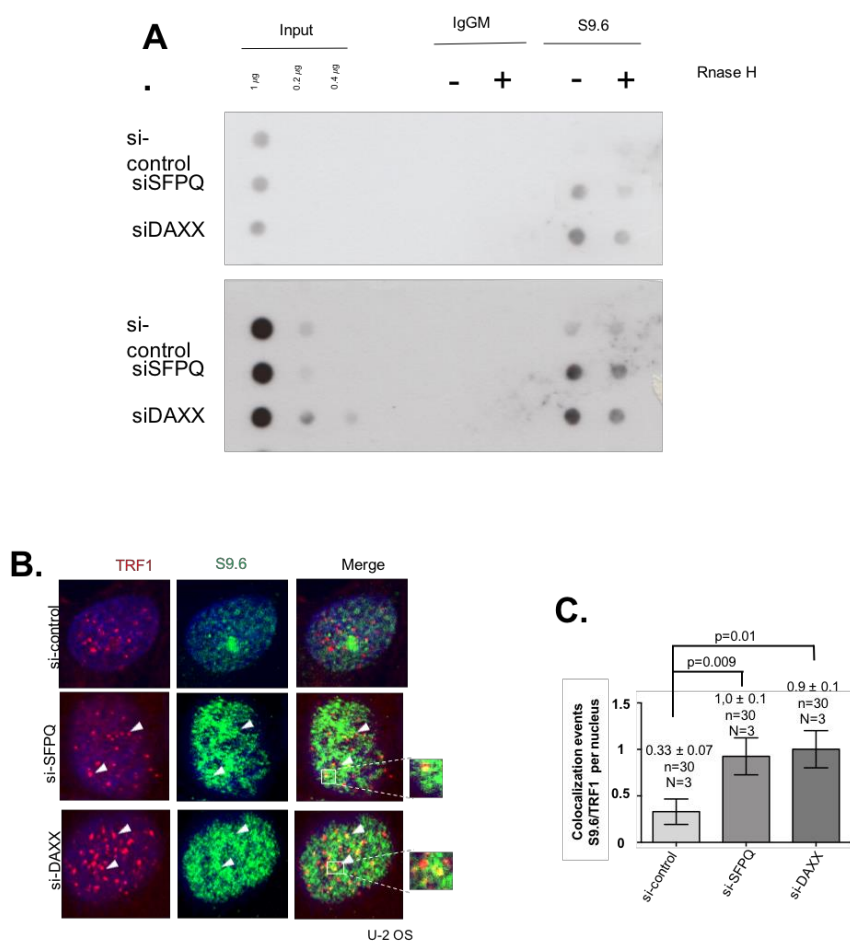 A
.
Input
IgGM
S9.6
1 µg
0.2 µg
0.4 µg
-
+
-
+
Rnase H
si-
control
siSFPQ
siDAXX
si-
control
siSFPQ
siDAXX
B.
TRF1
S9.6
Merge
si-control
si-SFPQ
si-DAXX
U-2 OS
C.
p=0.01
p=0.009
Colocalization events
S9.6/TRF1 per nucleus
1.5
1
0.5
0
0.33 ± 0.07
n=30
N=3
1,0 ± 0.1
n=30
N=3
0.9 ± 0.1
n=30
N=3
si-control
si-SFPQ
si-DAXX